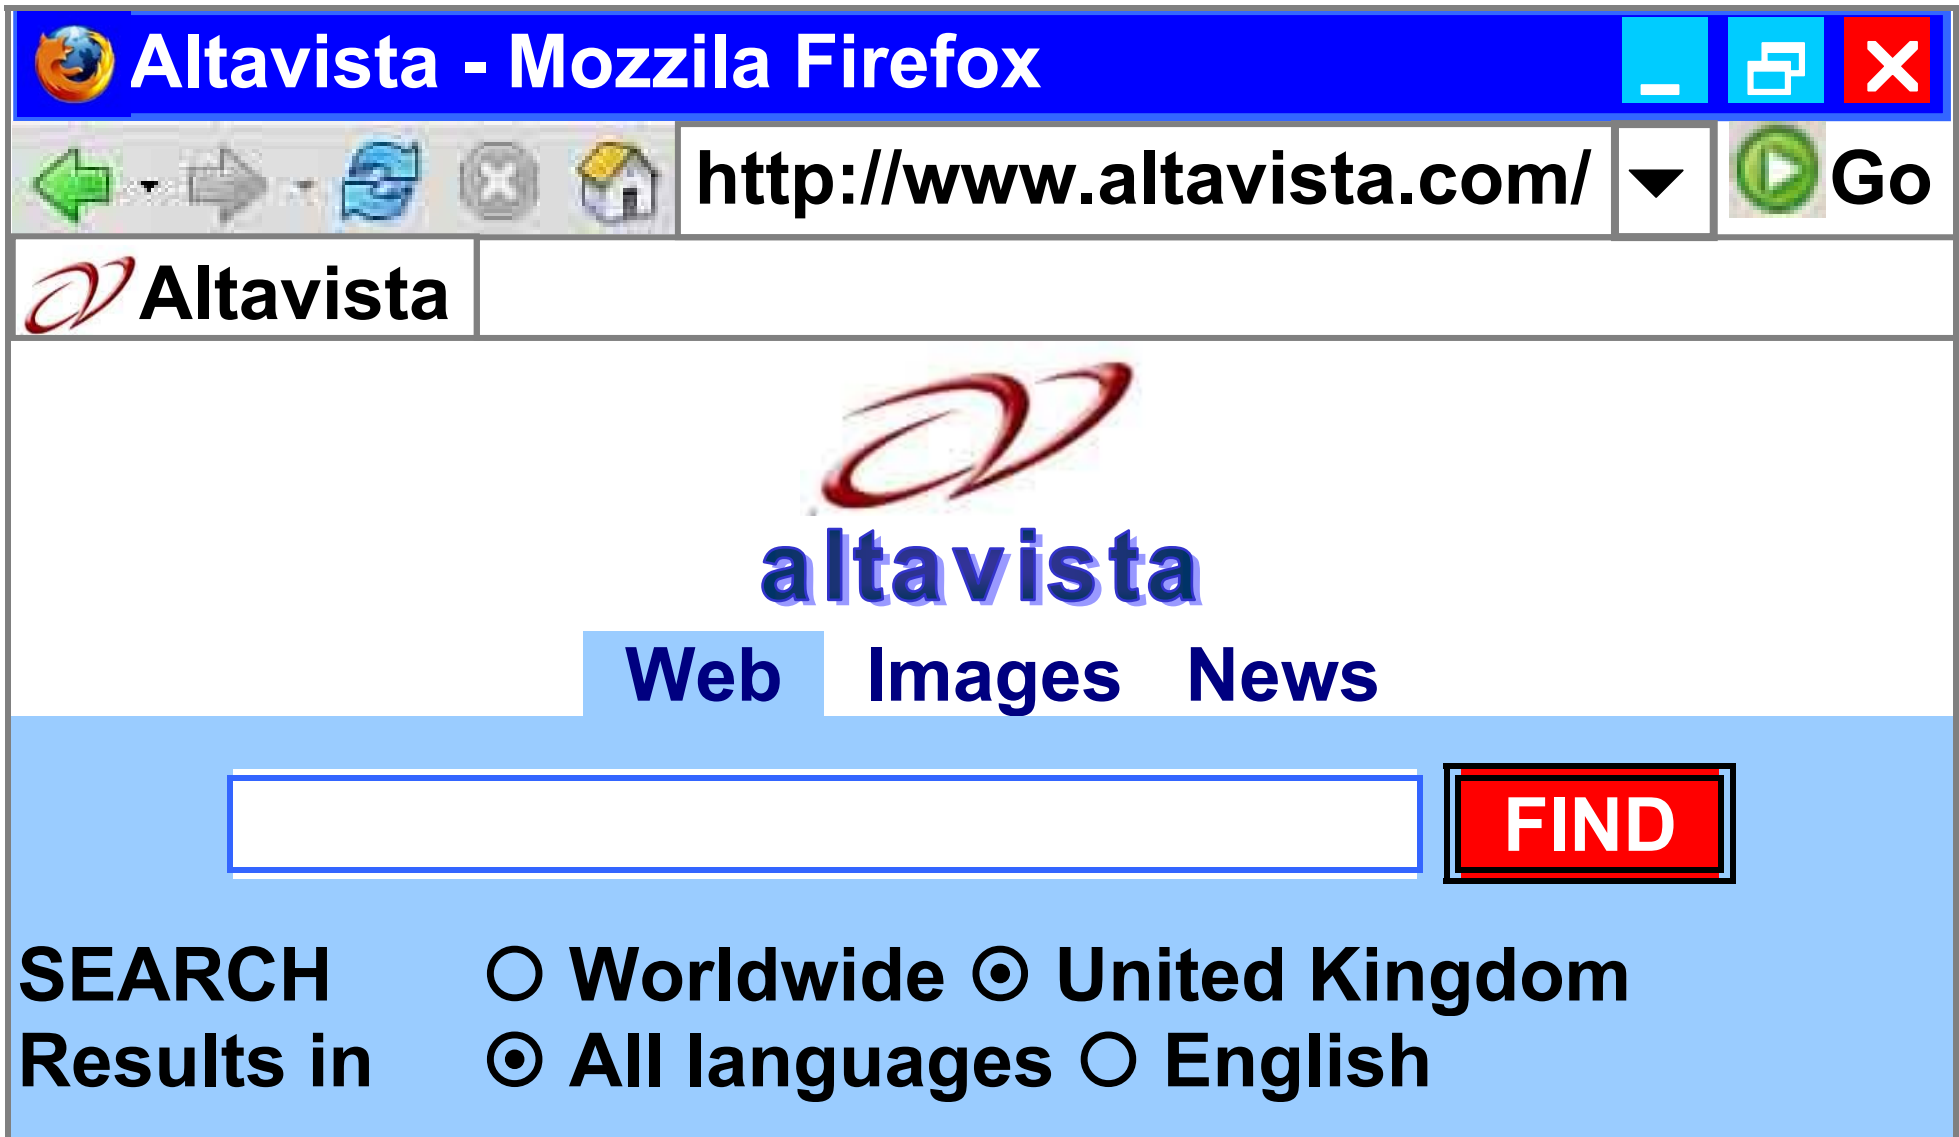 Altavista - Mozzila Firefox
http://www.altavista.com/ Go
Altavista
altavista
Web Images News
FIND
SEARCH Worldwide United Kingdom
Results in All languages English